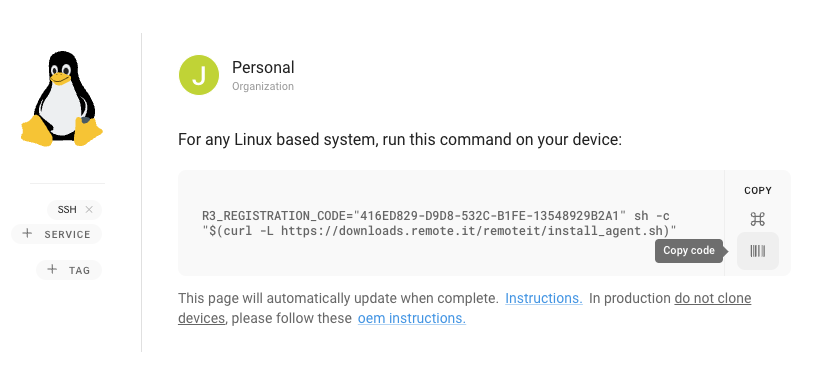 J
Personal
Organization
For any Linux based system, run this command on your device:
COPY
R3_REGISTRATION_CODE="416ED829-D9D8-532C-B1FE-13548929B2A1" sh -c
"$(curl -L https://downloads.remote.it/remoteit/install_agent.sh)"
Copy code
SSH ×
+ SERVICE
+ TAG
This page will automatically update when complete. Instructions. In production do not clone
devices, please follow these oem instructions.